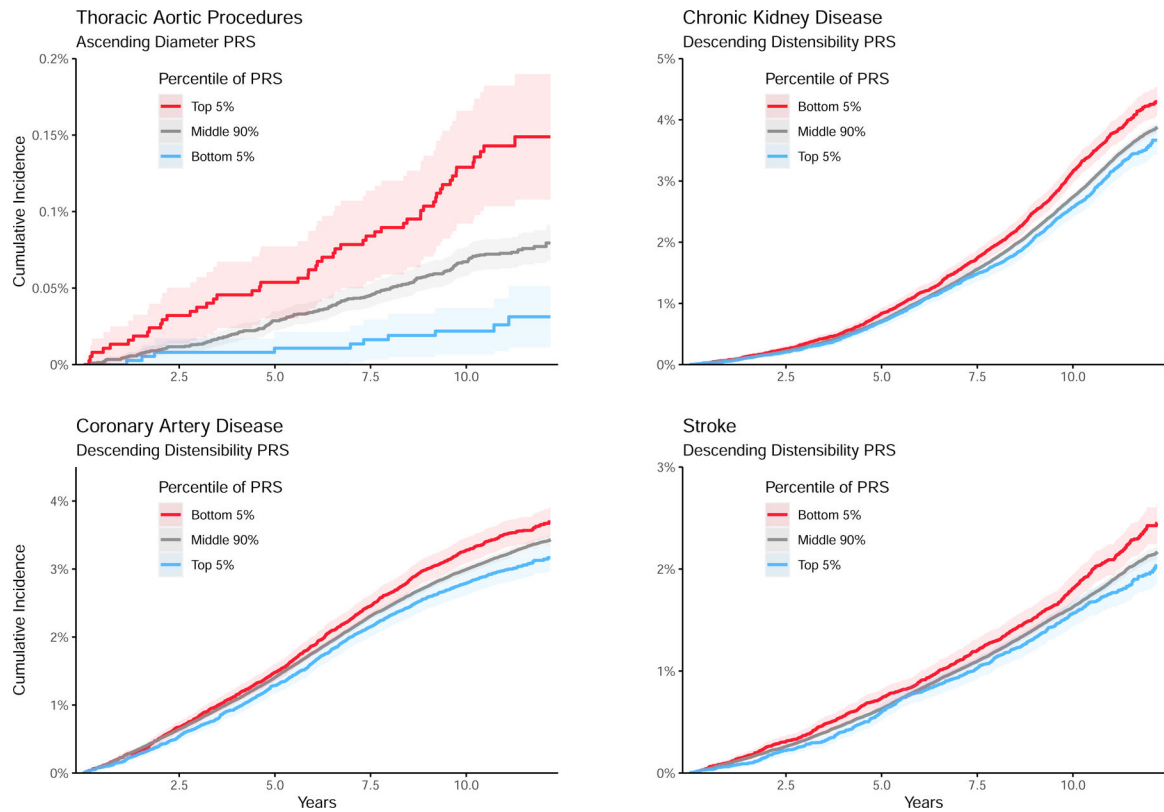 Thoracic Aortic Procedures
Ascending Diameter PRS
Cumulative Incidence
0.2%
0.15%
0.1%
0.05%
0%
Percentile of PRS
Top 5%
Middle 90%
Bottom 5%
2.5 5.0 7.5 10.0
Chronic Kidney Disease
Descending Distensibility PRS
5%
4%
3%
2%
1%
0%
Percentile of PRS
Bottom 5%
Middle 90%
Top 5%
2.5 5.0 7.5 10.0
Coronary Artery Disease
Descending Distensibility PRS
Cumulative Incidence
4%
3%
2%
1%
0%
Percentile of PRS
Bottom 5%
Middle 90%
Top 5%
2.5 5.0 7.5 10.0
Years
Stroke
Descending Distensibility PRS
3%
2%
1%
0%
Percentile of PRS
Bottom 5%
Middle 90%
Top 5%
2.5 5.0 7.5 10.0
Years